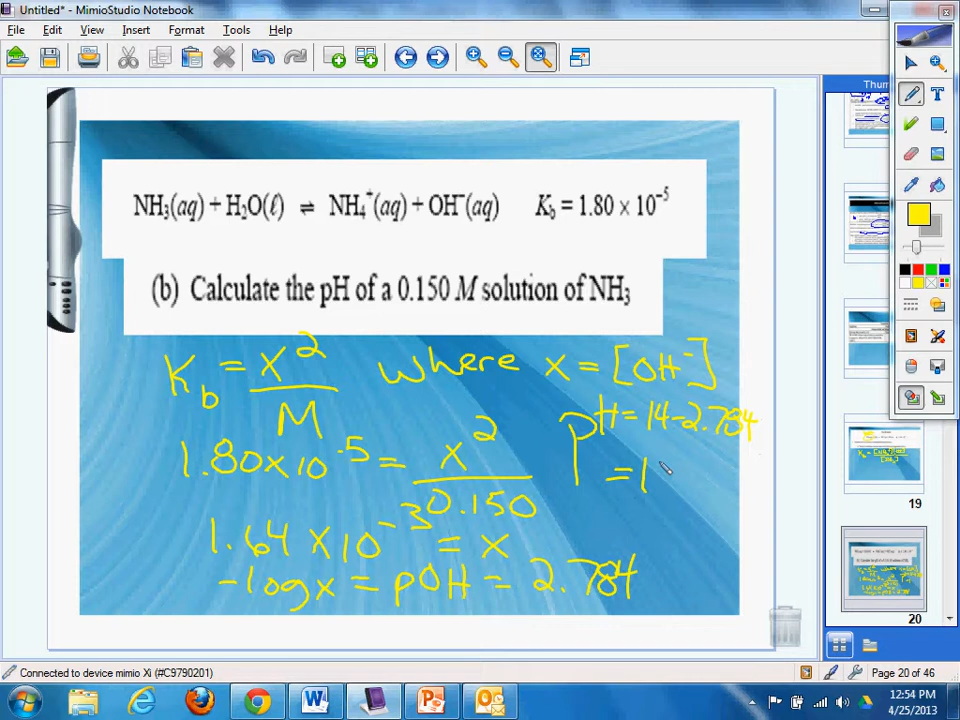 Untitled* - MimioStudio Notebook
File Edit View Insert Format Tools Help
Thum
NH₃(aq) + H₂O(ℓ) ⇌ NH₄⁺(aq) + OH⁻(aq) K_b = 1.80 × 10⁻⁵
(b) Calculate the pH of a 0.150 M solution of NH₃
K_b = x²/M where x = [OH⁻]
pH = 14 - 2.784
= 1
1.80 x 10⁻⁵ = x²/0.150
1.64 x 10⁻³ = x
-log x = pOH = 2.784
19
20
Connected to device mimio Xi (#C9790201)
Page 20 of 46
12:54 PM
4/25/2013